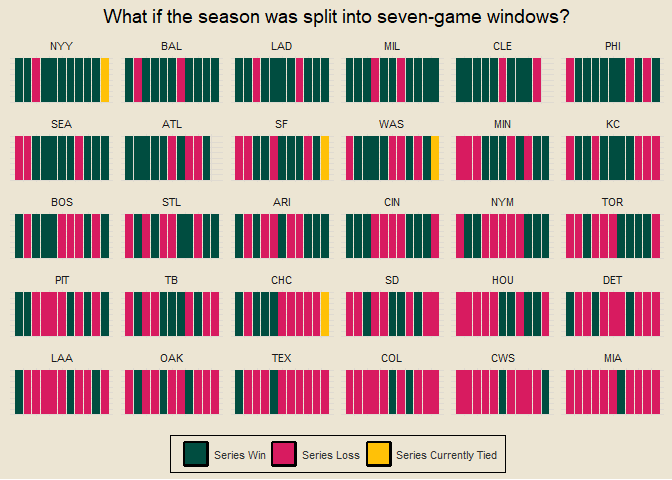 What if the season was split into seven-game windows?
NYY BAL LAD MIL CLE PHI
SEA ATL SF WAS MIN KC
BOS STL ARI CIN NYM TOR
PIT TB CHC SD HOU DET
LAA OAK TEX COL CWS MIA
Series Win Series Loss Series Currently Tied